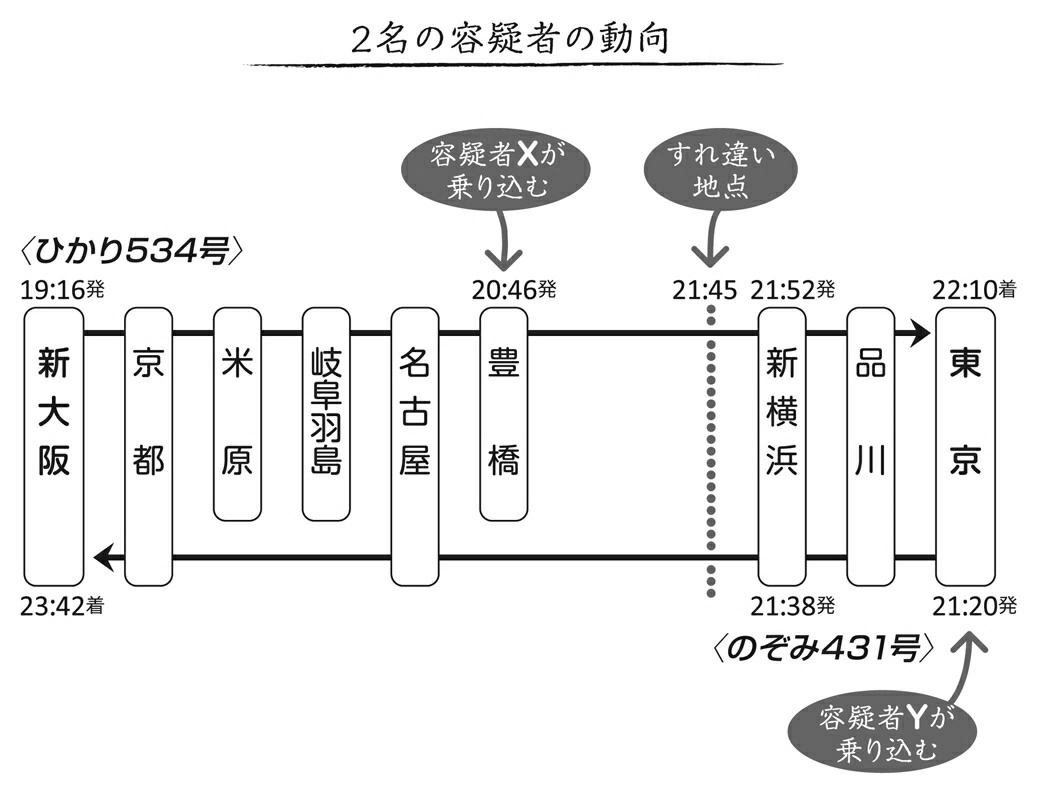 2名の容疑者の動向
容疑者Xが
乗り込む
すれ違い
地点
〈ひかり534号〉
19:16発
20:46発
21:45
21:52発
22:10着
新大阪
京都
米原
岐阜羽島
名古屋
豊橋
新横浜
品川
東京
23:42着
21:38発
21:20発
〈のぞみ431号〉
容疑者Yが
乗り込む